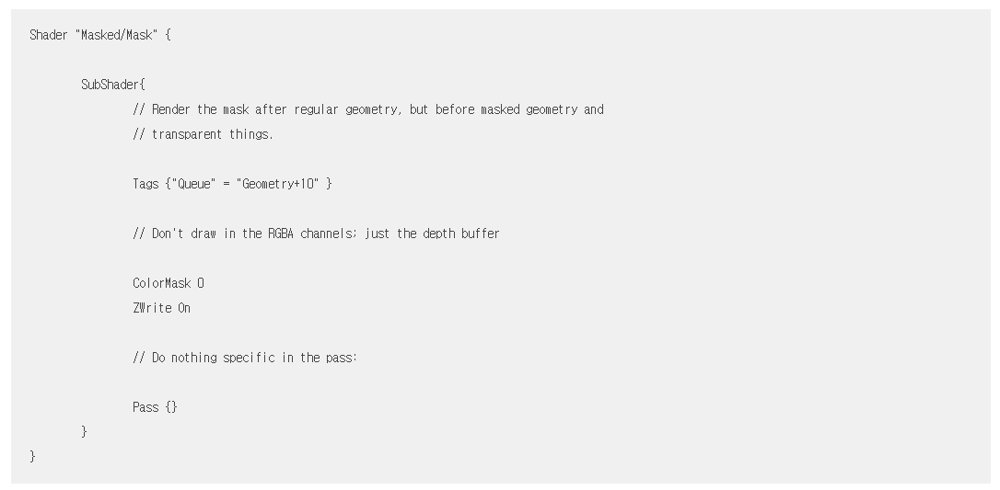 Shader "Masked/Mask" {
SubShader{
// Render the mask after regular geometry, but before masked geometry and
// transparent things.
Tags {"Queue" = "Geometry+10" }
// Don't draw in the RGBA channels; just the depth buffer
ColorMask 0
ZWrite On
// Do nothing specific in the pass:
Pass {}
}
}